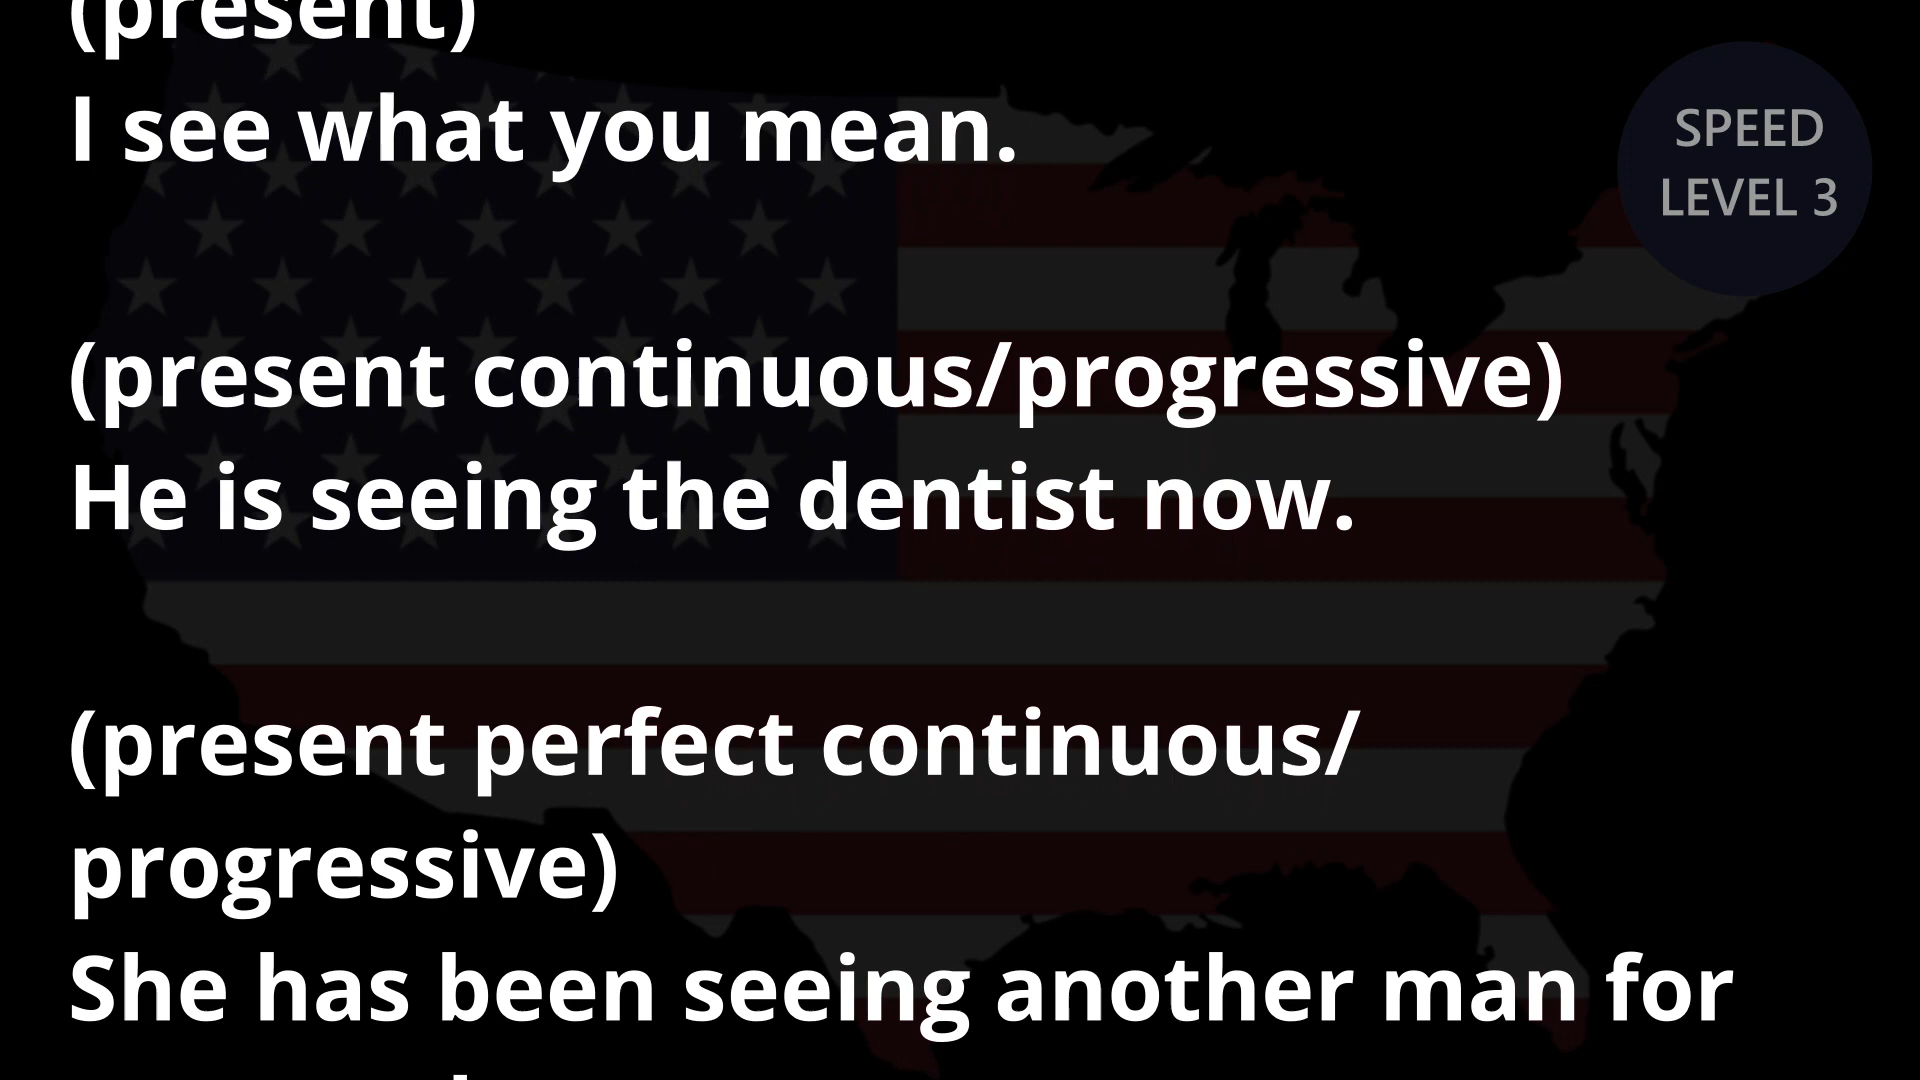 (present)
I see what you mean.
SPEED
LEVEL 3
(present continuous/progressive)
He is seeing the dentist now.
(present perfect continuous/
progressive)
She has been seeing another man for